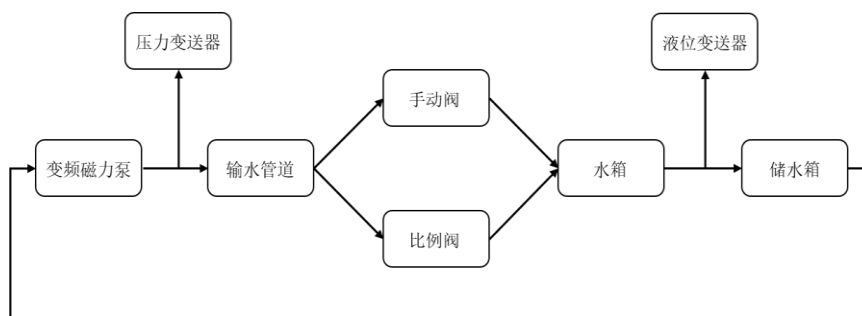 压力变送器
液位变送器
手动阀
变频磁力泵
输水管道
水箱
储水箱
比例阀